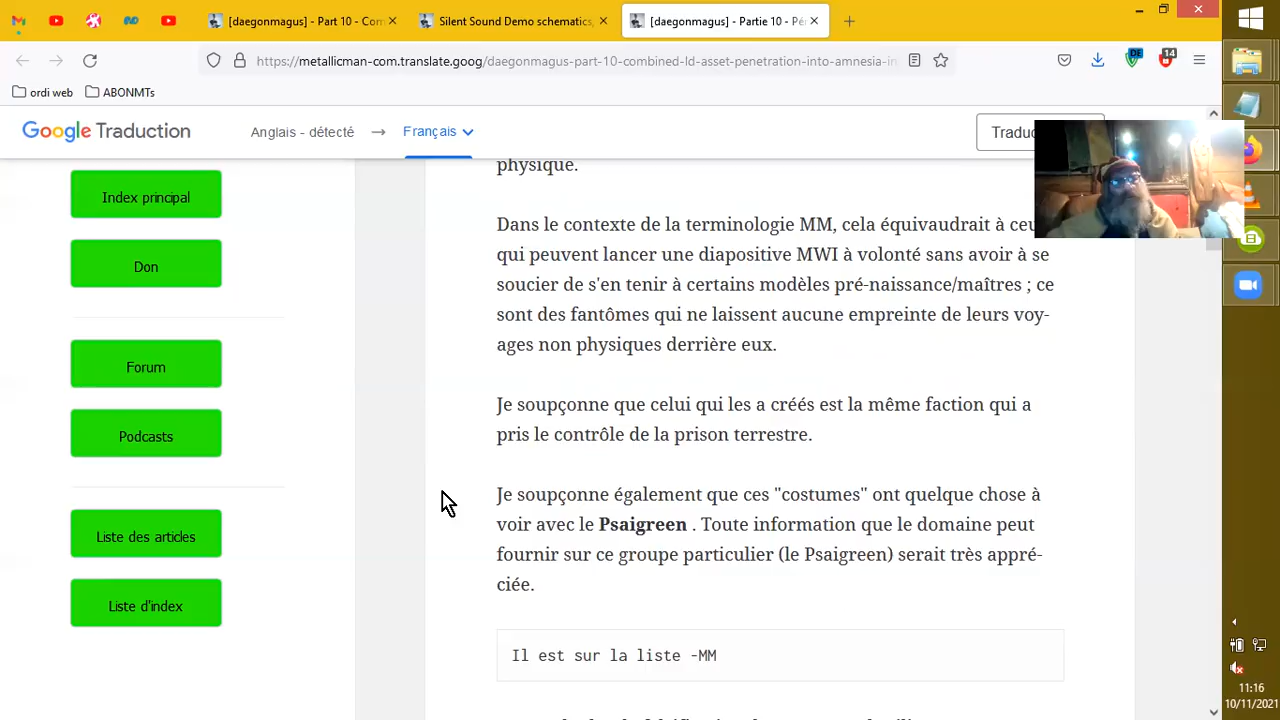 [daegonmagus] - Part 10 - Com
Silent Sound Demo schematics,
[daegonmagus] - Partie 10 - Pé
https://metallicman-com.translate.goog/daegonmagus-part-10-combined-ld-asset-penetration-into-amnesia-in
DE
14
ordi web
ABONMTs
Google Traduction
Anglais - détecté
Français
Traduc
Index principal
Don
Forum
Podcasts
Liste des articles
Liste d'index
physique.
Dans le contexte de la terminologie MM, cela équivaudrait à ceu
qui peuvent lancer une diapositive MWI à volonté sans avoir à se
soucier de s'en tenir à certains modèles pré-naissance/maîtres ; ce
sont des fantômes qui ne laissent aucune empreinte de leurs voy-
ages non physiques derrière eux.
Je soupçonne que celui qui les a créés est la même faction qui a
pris le contrôle de la prison terrestre.
Je soupçonne également que ces "costumes" ont quelque chose à
voir avec le Psaigreen . Toute information que le domaine peut
fournir sur ce groupe particulier (le Psaigreen) serait très appré-
ciée.
Il est sur la liste -MM
11:16
10/11/2021